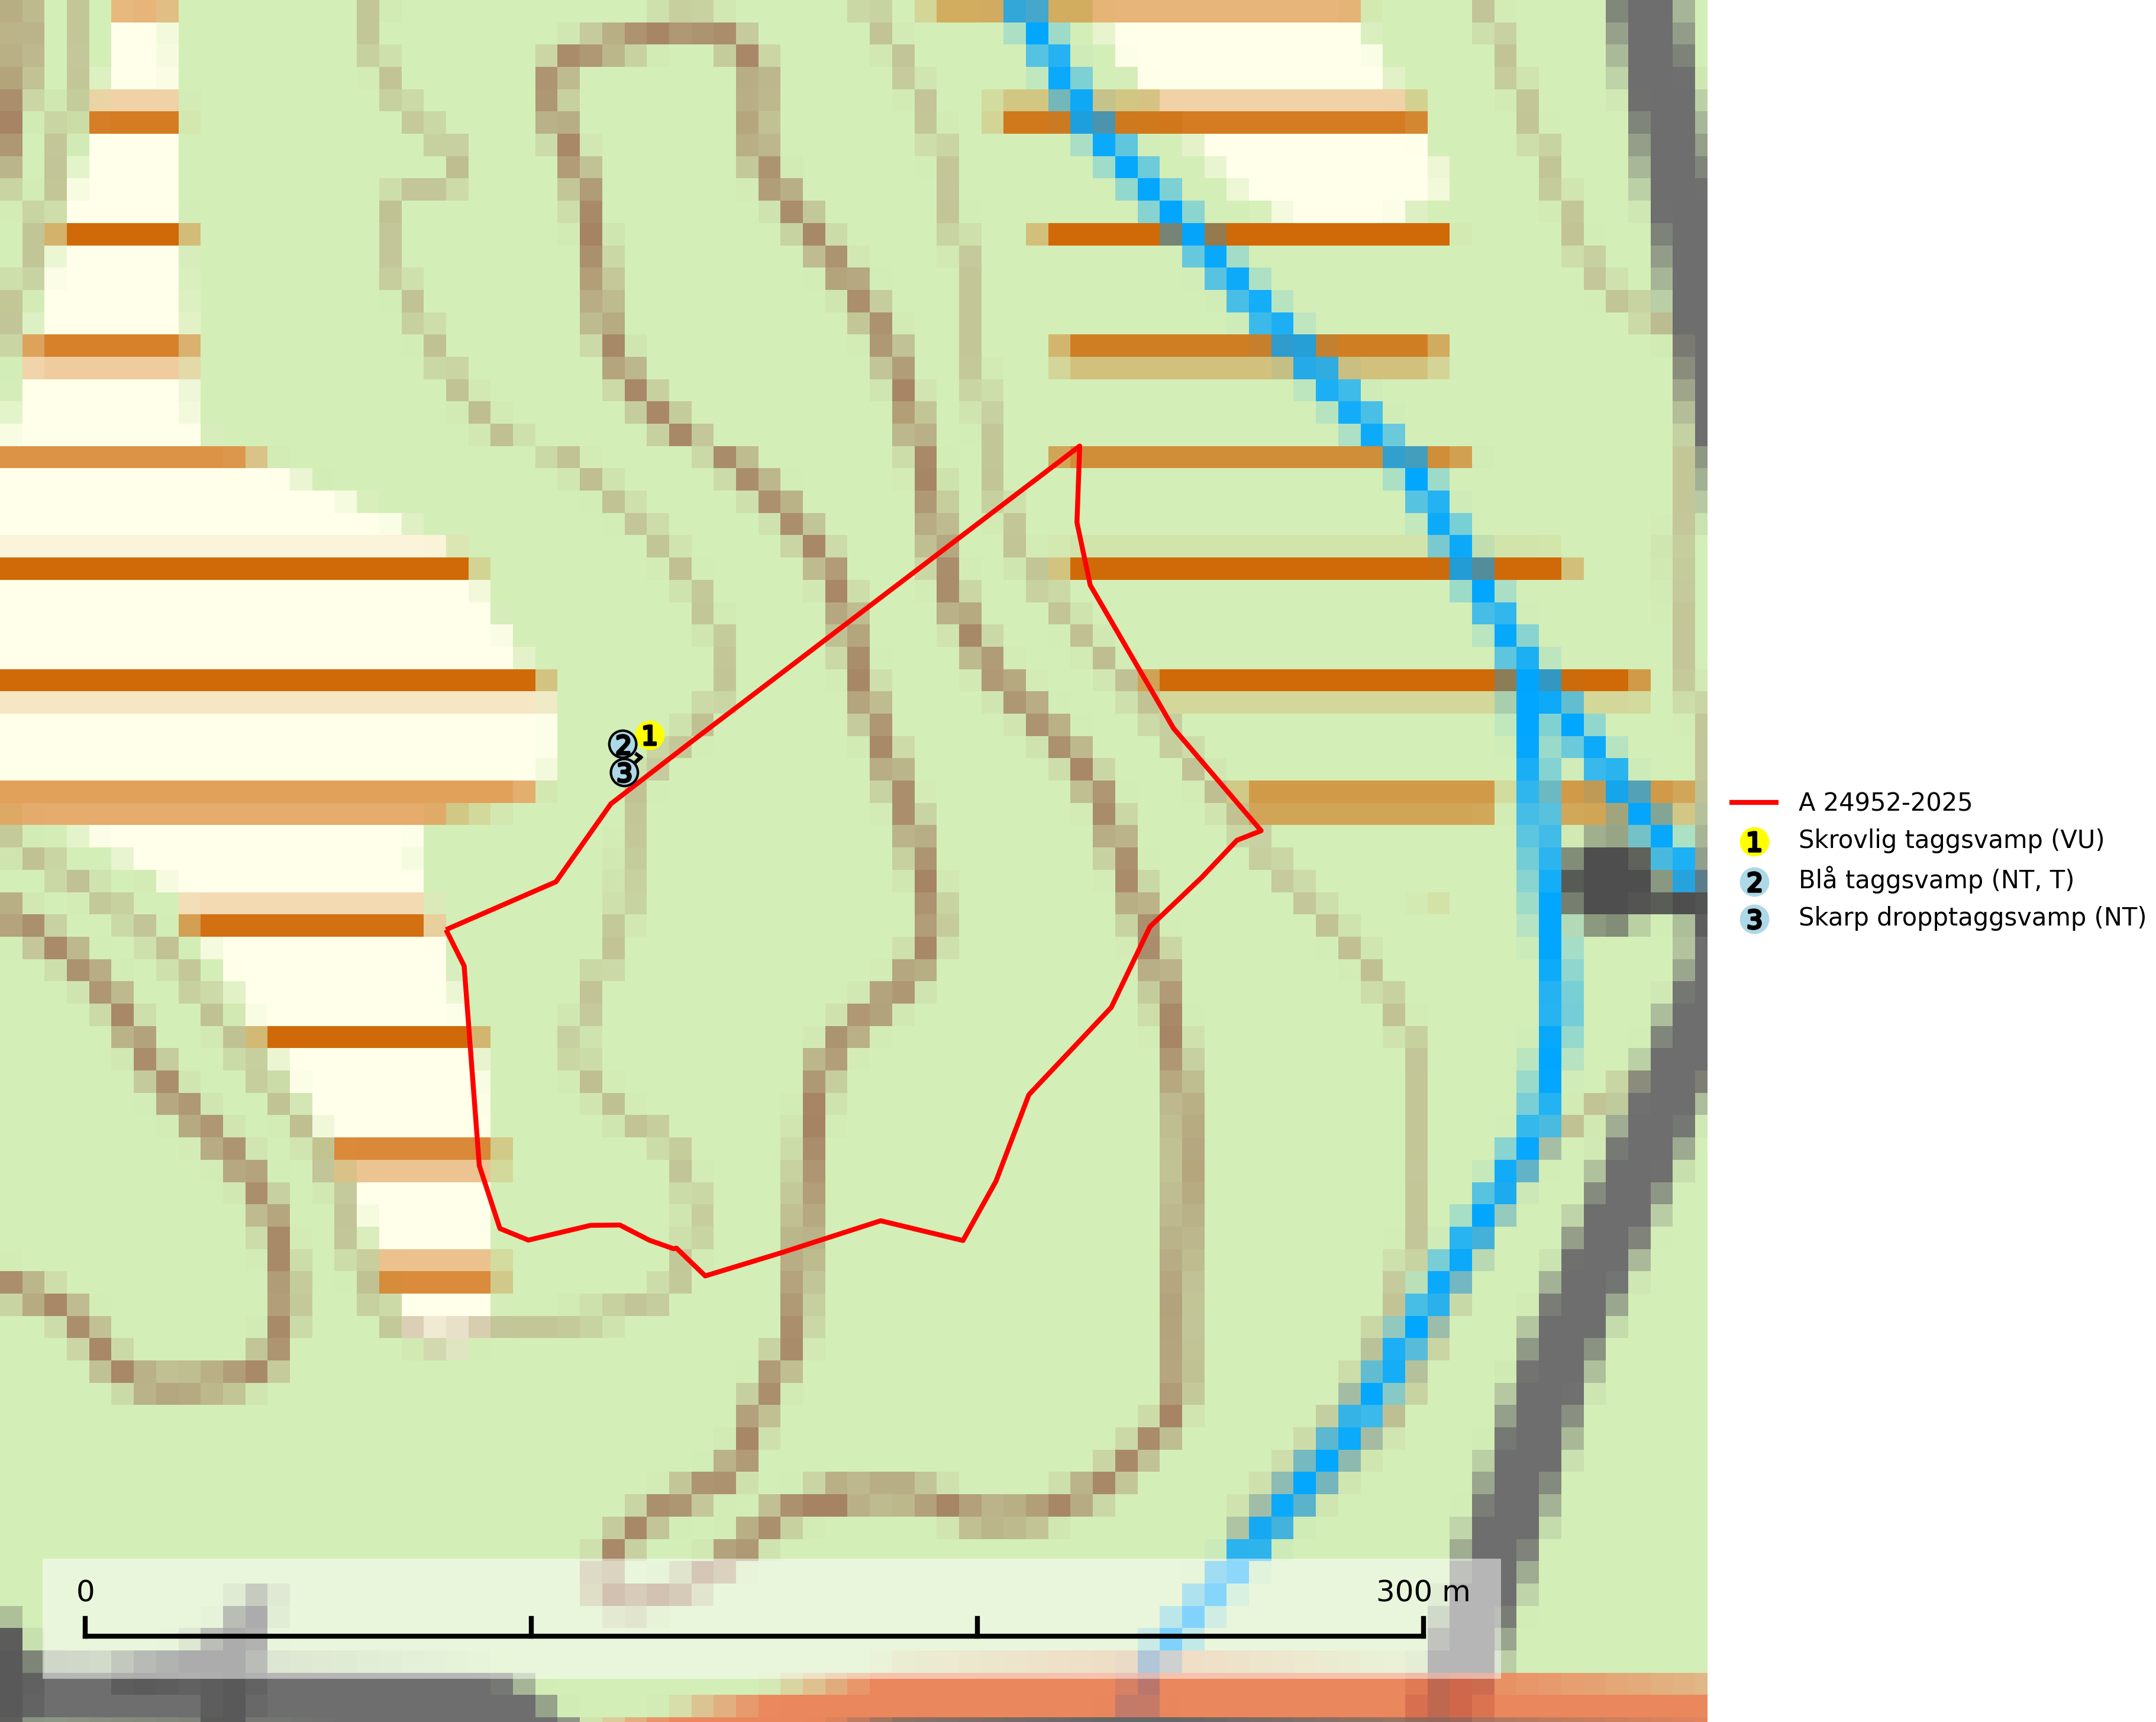 1
2
3
A 24952-2025
1 Skrovlig taggsvamp (VU)
2 Blå taggsvamp (NT, T)
3 Skarp dropptaggsvamp (NT)
0 300 m